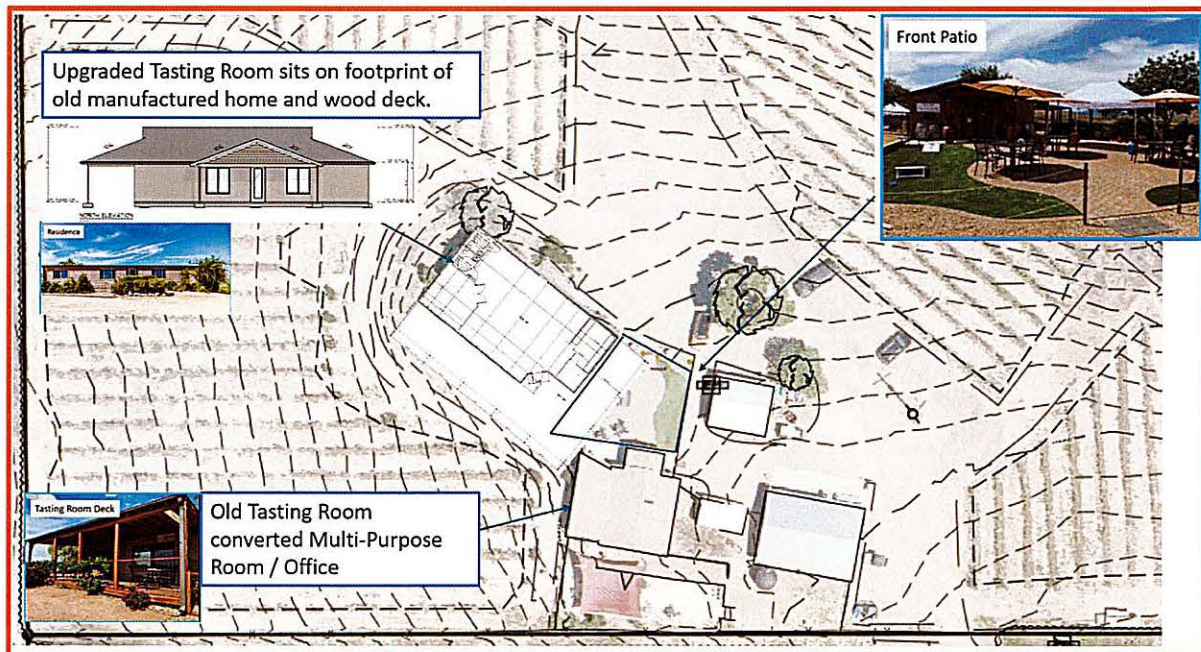 Upgraded Tasting Room sits on footprint of
old manufactured home and wood deck.
NORTH ELEVATION
Residence
Front Patio
Tasting Room Deck
Old Tasting Room
converted Multi-Purpose
Room / Office